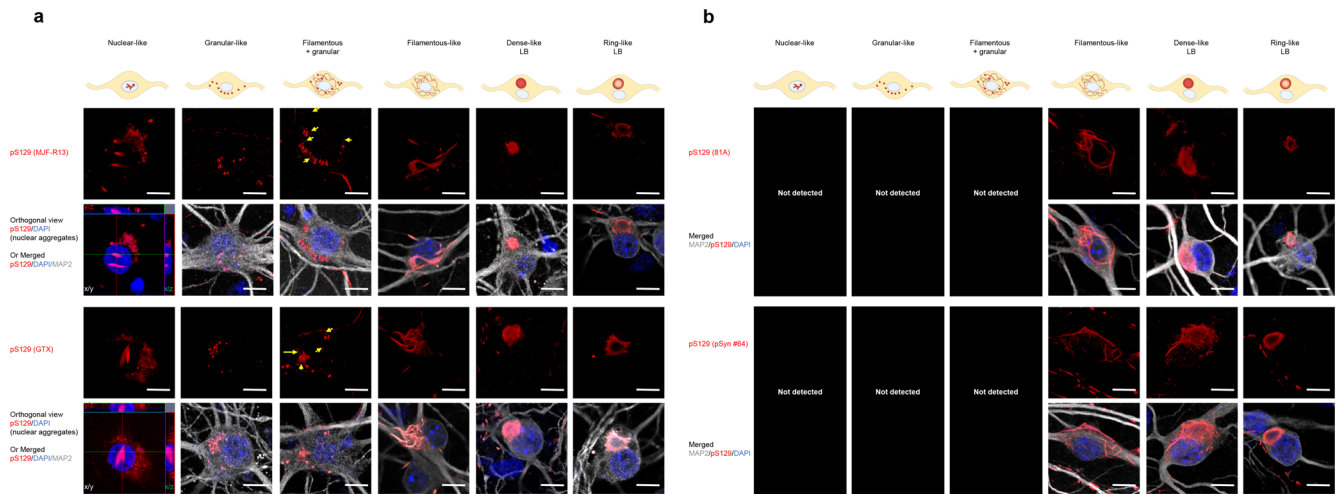 a
Nuclear-like
Granular-like
Filamentous
+ granular
Filamentous-like
Dense-like
LB
Ring-like
LB
pS129 (MJF-R13)
Orthogonal view
pS129/DAPI
(nuclear aggregates)
Or Merged
pS129/DAPI/MAP2
x/y
x/z
pS129
(GTX)
Orthogonal view
pS129/DAPI
(nuclear aggregates)
Or Merged
pS129/DAPI/MAP2
x/y
b
Nuclear-like
Granular-like
Filamentous
+ granular
Filamentous-like
Dense-like
LB
Ring-like
LB
pS129 (81A)
Not detected
Not detected
Not detected
Merged
MAP2/pS129/DAPI
pS129 (pSyn #64)
Not detected
Not detected
Not detected
Merged
MAP2/pS129/DAPI